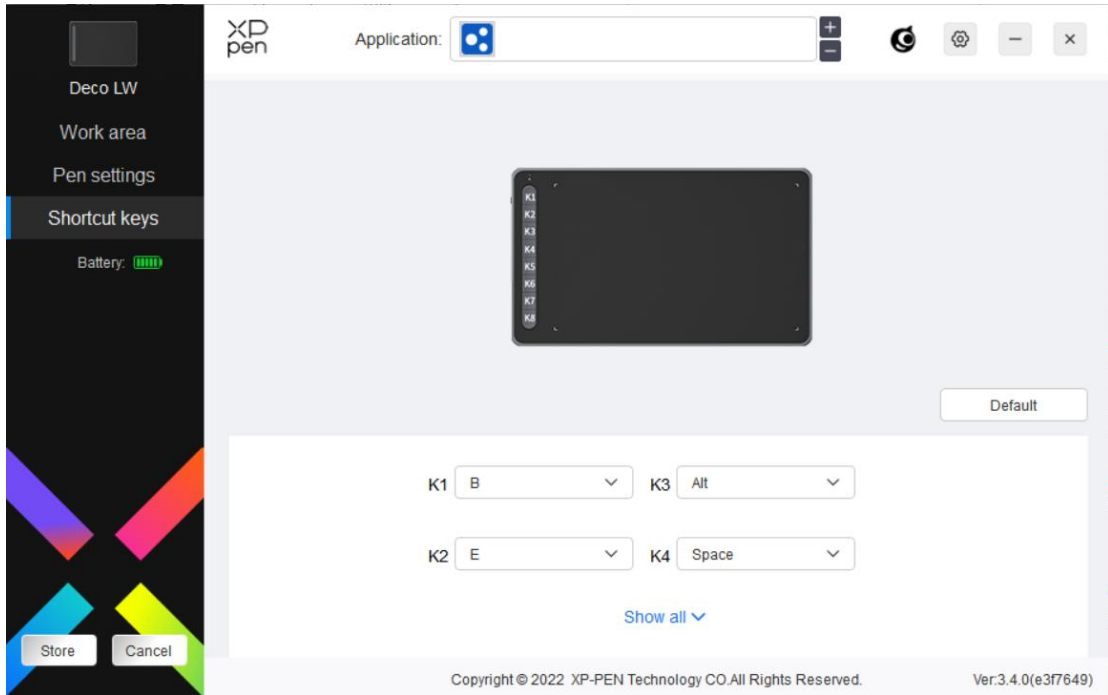 XP
pen
Application:
+
−
Deco LW
Work area
Pen settings
Shortcut keys
Battery:
K1
K2
K3
K4
K5
K6
K7
K8
Default
K1 B K3 Alt
K2 E K4 Space
Show all
Store Cancel
Copyright © 2022 XP-PEN Technology CO.All Rights Reserved. Ver:3.4.0(e3f7649)